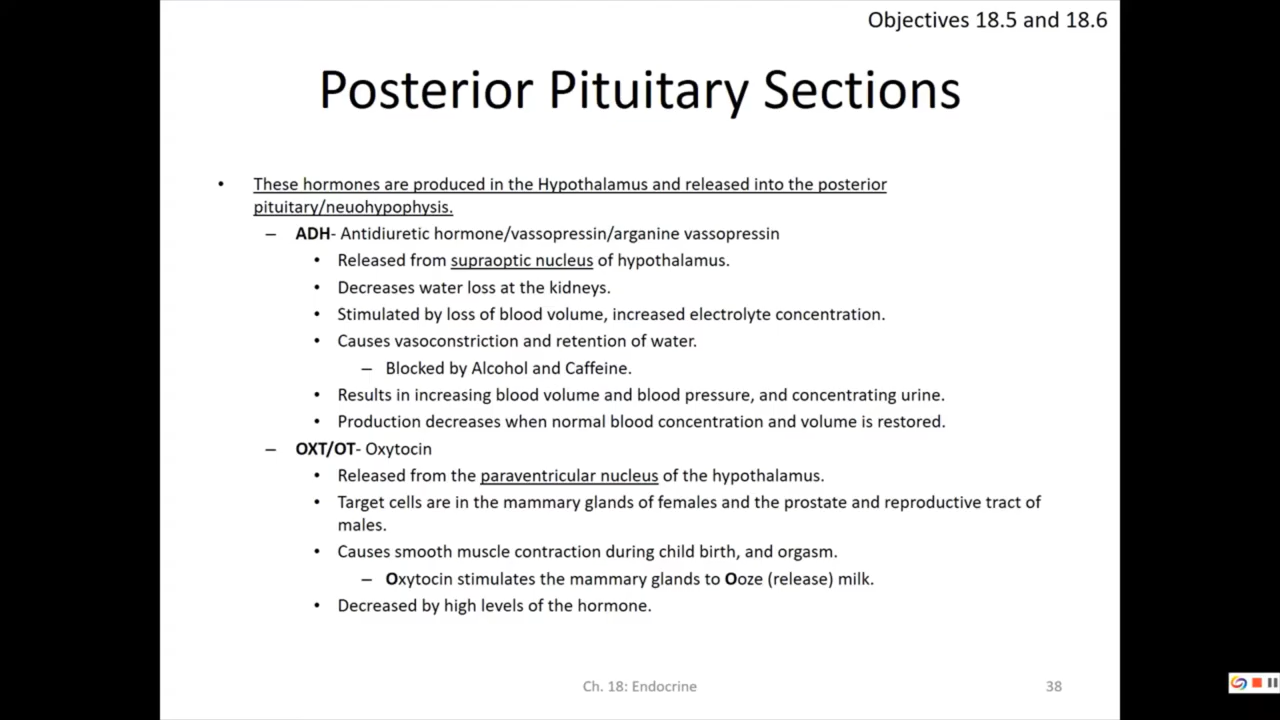 Objectives 18.5 and 18.6
Posterior Pituitary Sections
• These hormones are produced in the Hypothalamus and released into the posterior
pituitary/neuohypophysis.
– ADH- Antidiuretic hormone/vassopressin/arganine vassopressin
• Released from supraoptic nucleus of hypothalamus.
• Decreases water loss at the kidneys.
• Stimulated by loss of blood volume, increased electrolyte concentration.
• Causes vasoconstriction and retention of water.
– Blocked by Alcohol and Caffeine.
• Results in increasing blood volume and blood pressure, and concentrating urine.
• Production decreases when normal blood concentration and volume is restored.
– OXT/OT- Oxytocin
• Released from the paraventricular nucleus of the hypothalamus.
• Target cells are in the mammary glands of females and the prostate and reproductive tract of
males.
• Causes smooth muscle contraction during child birth, and orgasm.
– Oxytocin stimulates the mammary glands to Ooze (release) milk.
• Decreased by high levels of the hormone.
Ch. 18: Endocrine
38